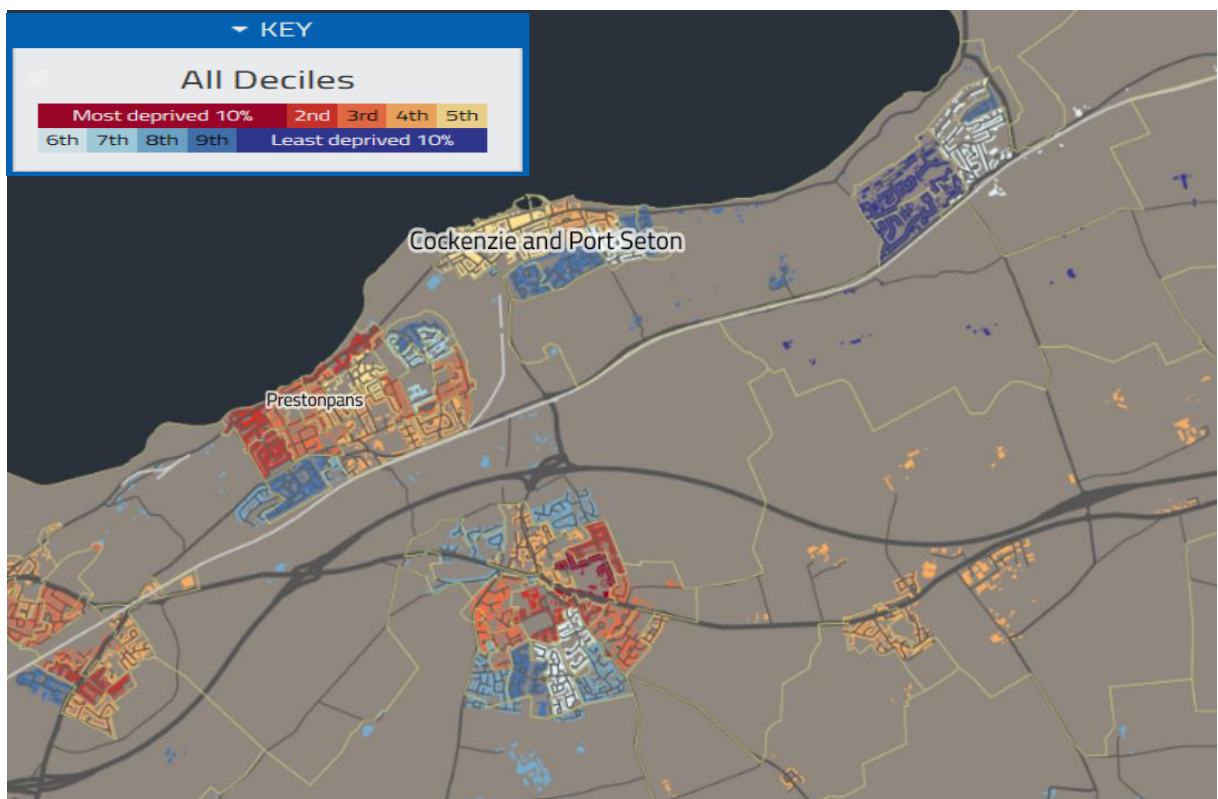 KEY
All Deciles
Most deprived 10% 2nd 3rd 4th 5th
6th 7th 8th 9th Least deprived 10%
Cockenzie and Port Seton
Prestonpans